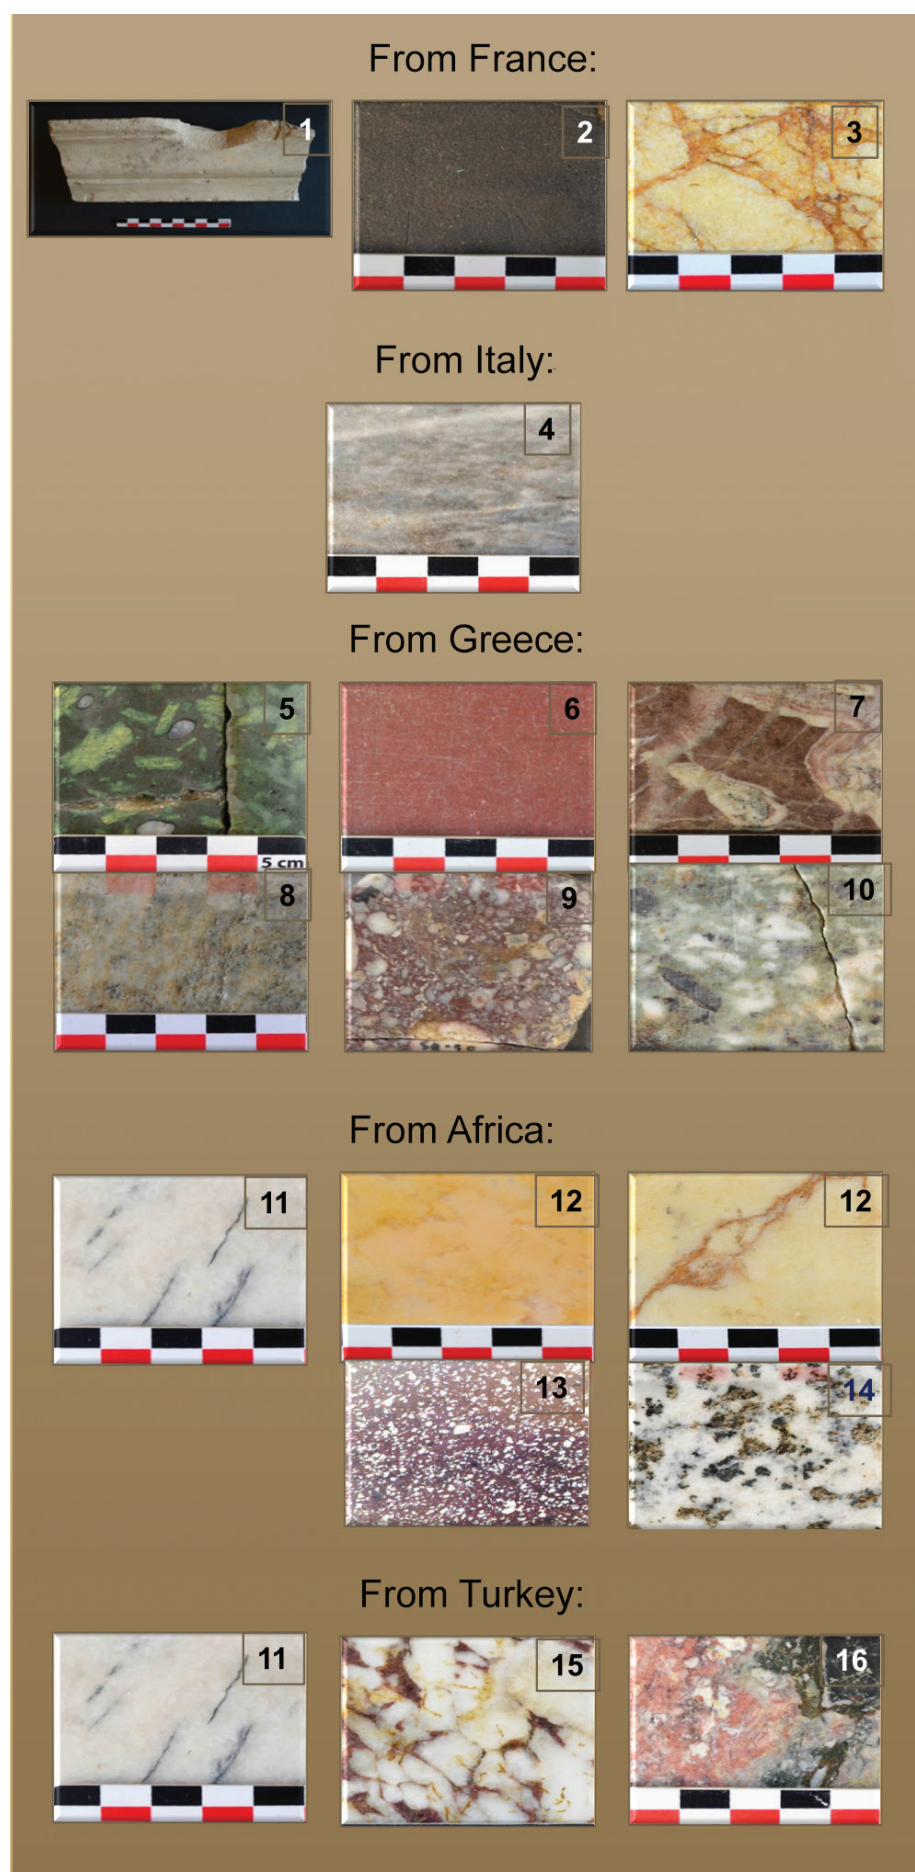 From France:
1 2 3
From Italy:
4
From Greece:
5 6 7
5 cm
8 9 10
From Africa:
11 12 12
13 14
From Turkey:
11 15 16